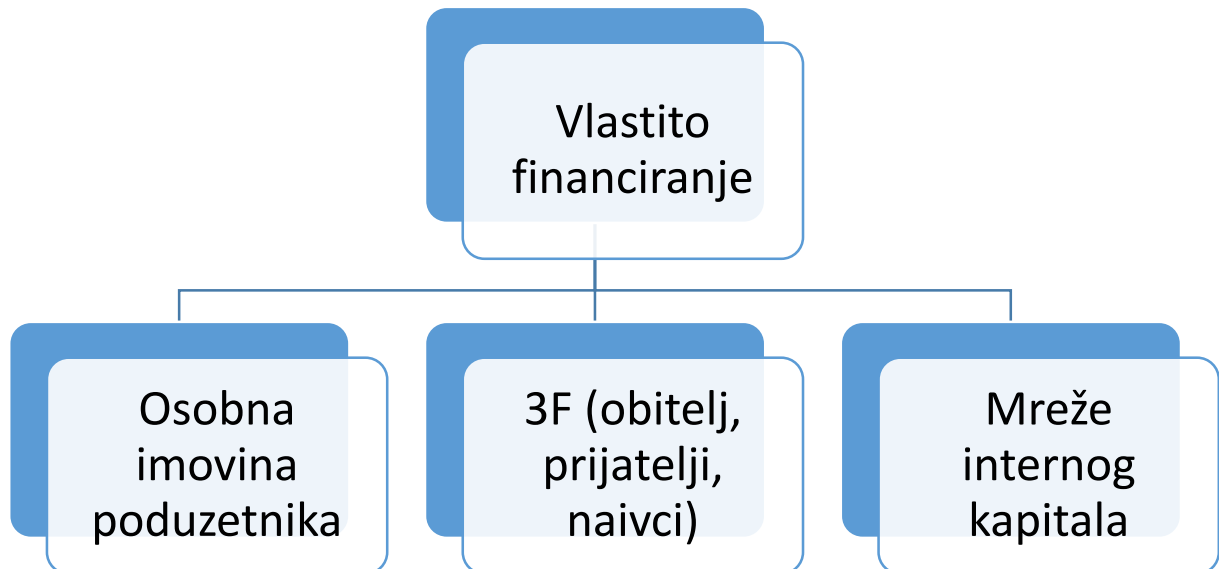 Vlastito
financiranje
Osobna
imovina
poduzetnika
3F (obitelj,
prijatelji,
naivci)
Mreže
internog
kapitala